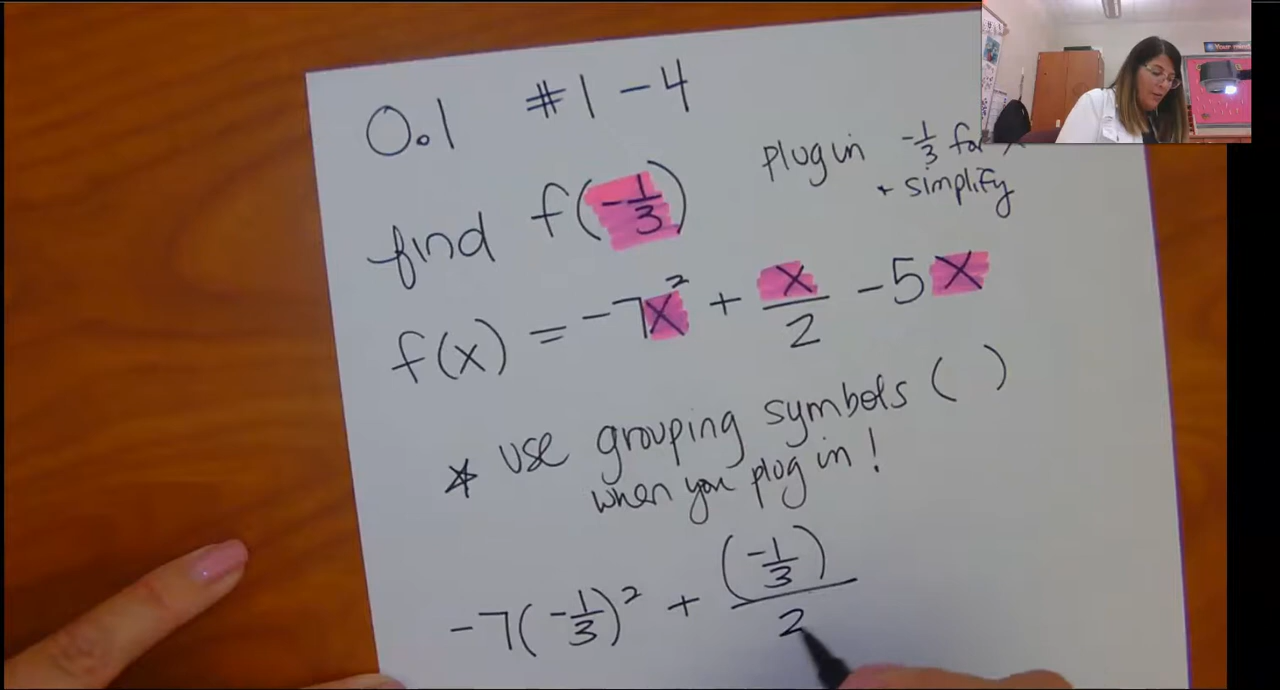 0.1 #1-4
plug in -1/3 for x
+ simplify
find f(-1/3)
f(x) = -7x² + x/2 - 5x
* use grouping symbols ( )
when you plug in!
-7(-1/3)² + (-1/3)/2